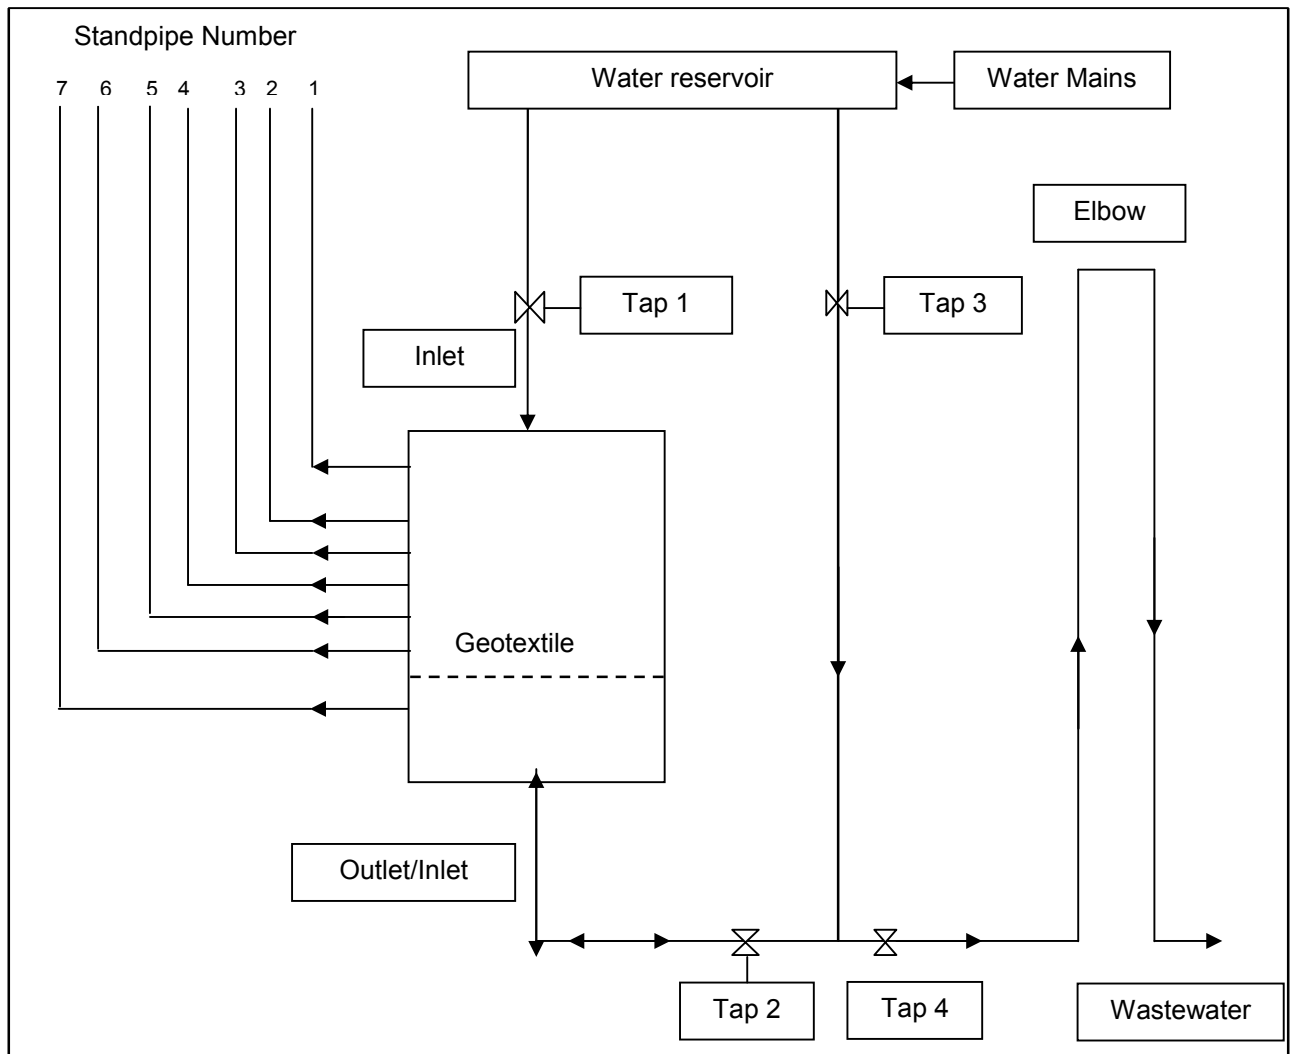 Standpipe Number
7 6 5 4 3 2 1
Water reservoir
Water Mains
Elbow
Tap 1
Tap 3
Inlet
Geotextile
Outlet/Inlet
Tap 2
Tap 4
Wastewater